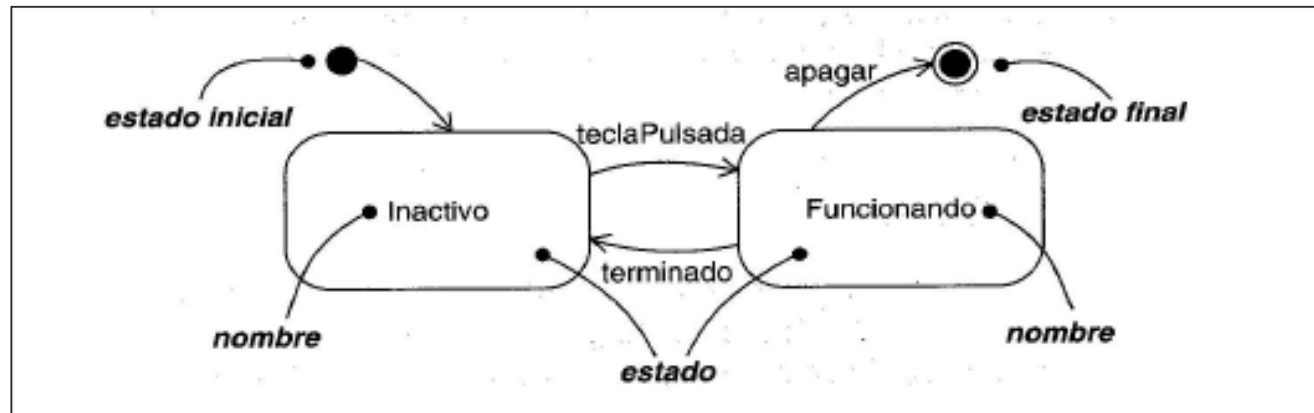 apagar
estado inicial
estado final
teclaPulsada
Inactivo
Funcionando
terminado
nombre
nombre
estado